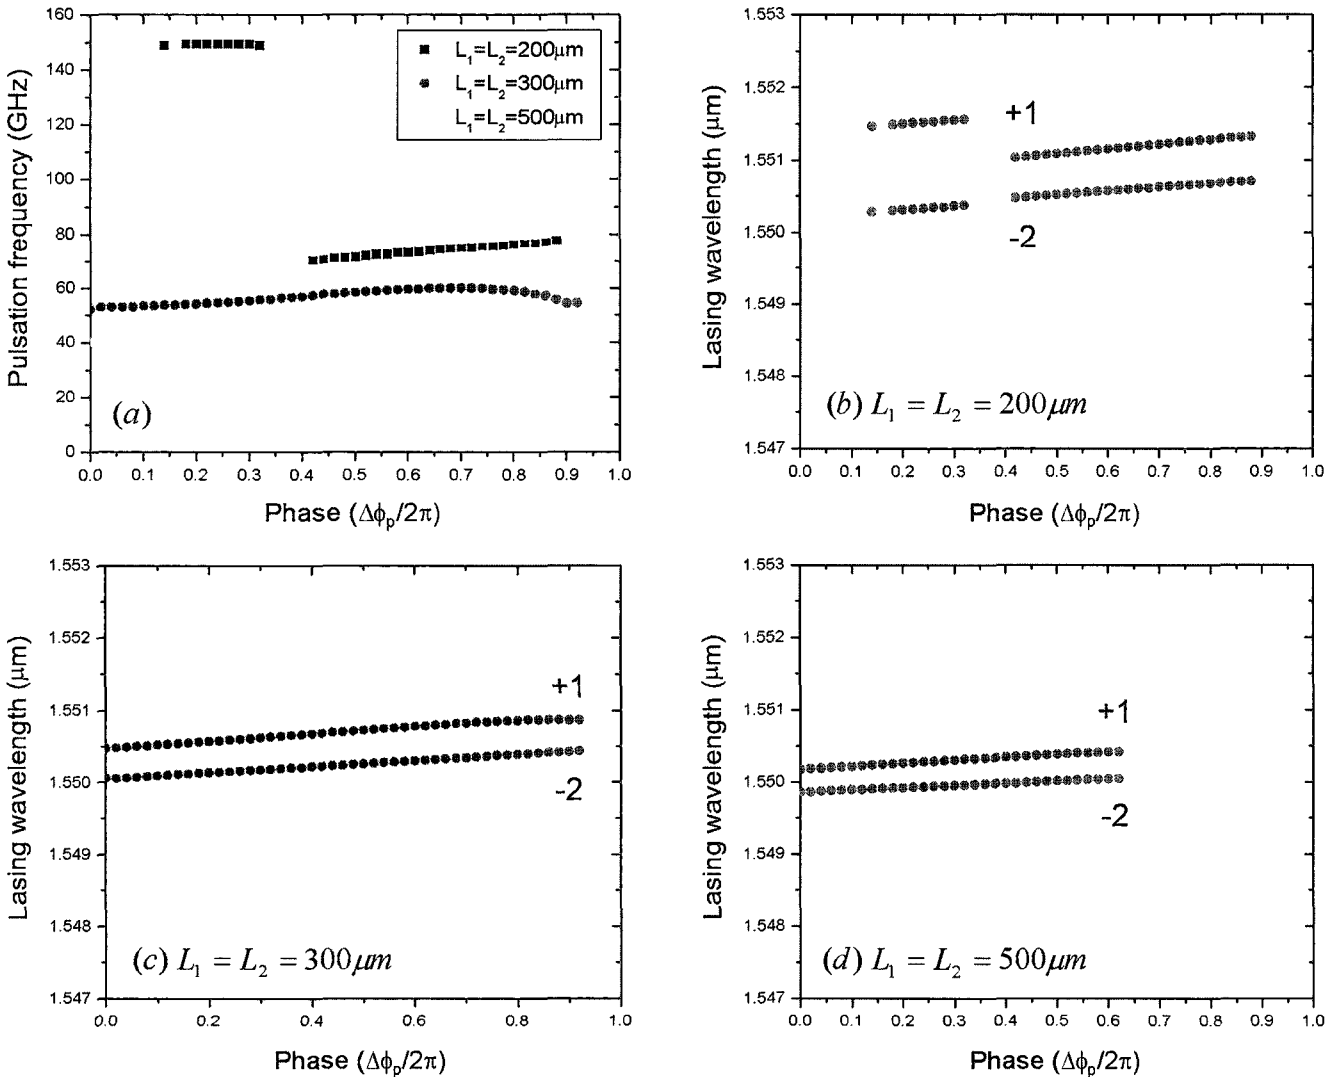 160
140
120
100
80
60
40
20
0
Pulsation frequency (GHz)
L₁=L₂=200μm
L₁=L₂=300μm
L₁=L₂=500μm
(a)
0.0 0.1 0.2 0.3 0.4 0.5 0.6 0.7 0.8 0.9 1.0
Phase (Δϕₚ/2π)
1.553
1.552
1.551
1.550
1.549
1.548
1.547
Lasing wavelength (μm)
+1
-2
(b) L₁ = L₂ = 200μm
0.0 0.1 0.2 0.3 0.4 0.5 0.6 0.7 0.8 0.9 1.0
Phase (Δϕₚ/2π)
1.553
1.552
1.551
1.550
1.549
1.548
1.547
Lasing wavelength (μm)
+1
-2
(c) L₁ = L₂ = 300μm
0.0 0.2 0.4 0.6 0.8 1.0
Phase (Δϕₚ/2π)
1.553
1.552
1.551
1.550
1.549
1.548
1.547
Lasing wavelength (μm)
+1
-2
(d) L₁ = L₂ = 500μm
0.0 0.1 0.2 0.3 0.4 0.5 0.6 0.7 0.8 0.9 1.0
Phase (Δϕₚ/2π)